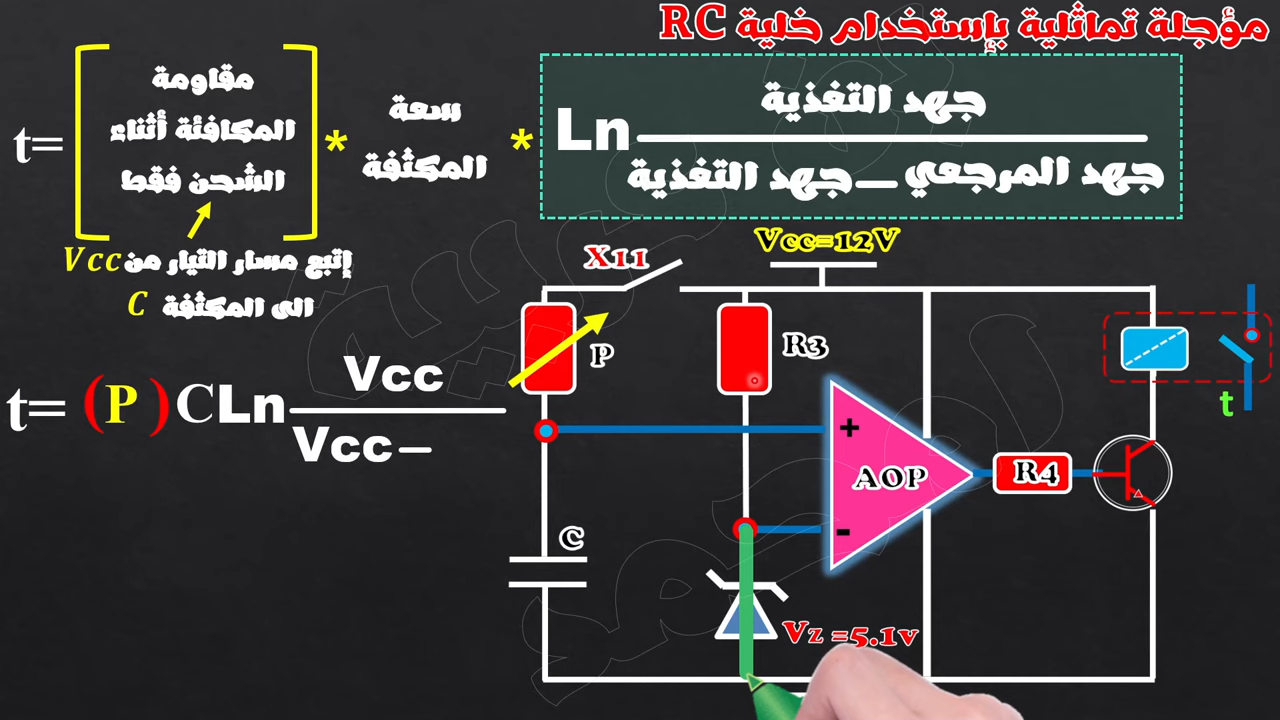 مؤجلة تماثلية بإستخدام خلية RC
t= [ مقاومة المكافئة أثناء الشحن فقط ] * سعة المكثفة * Ln جهد التغذية
جهد التغذية – جهد المرجعي
إتبع مسار التيار من Vcc
الى المكثفة C
t= (P) CLn Vcc
Vcc –
Vcc=12V
X11
P
R3
t
+
AOP
R4
-
C
Vz =5.1v